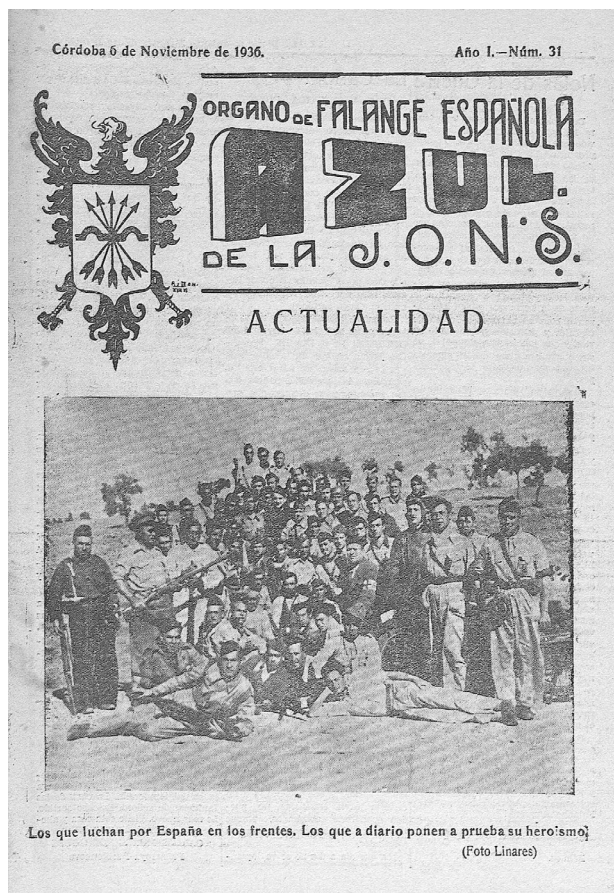 Córdoba 6 de Noviembre de 1936.
Año I.-Núm. 31
ORGANO DE FALANGE ESPAÑOLA
AZUL.
DE LA J.O.N.S.
ACTUALIDAD
Los que luchan por España en los frentes. Los que a diario ponen a prueba su heroísmo
(Foto Linares)